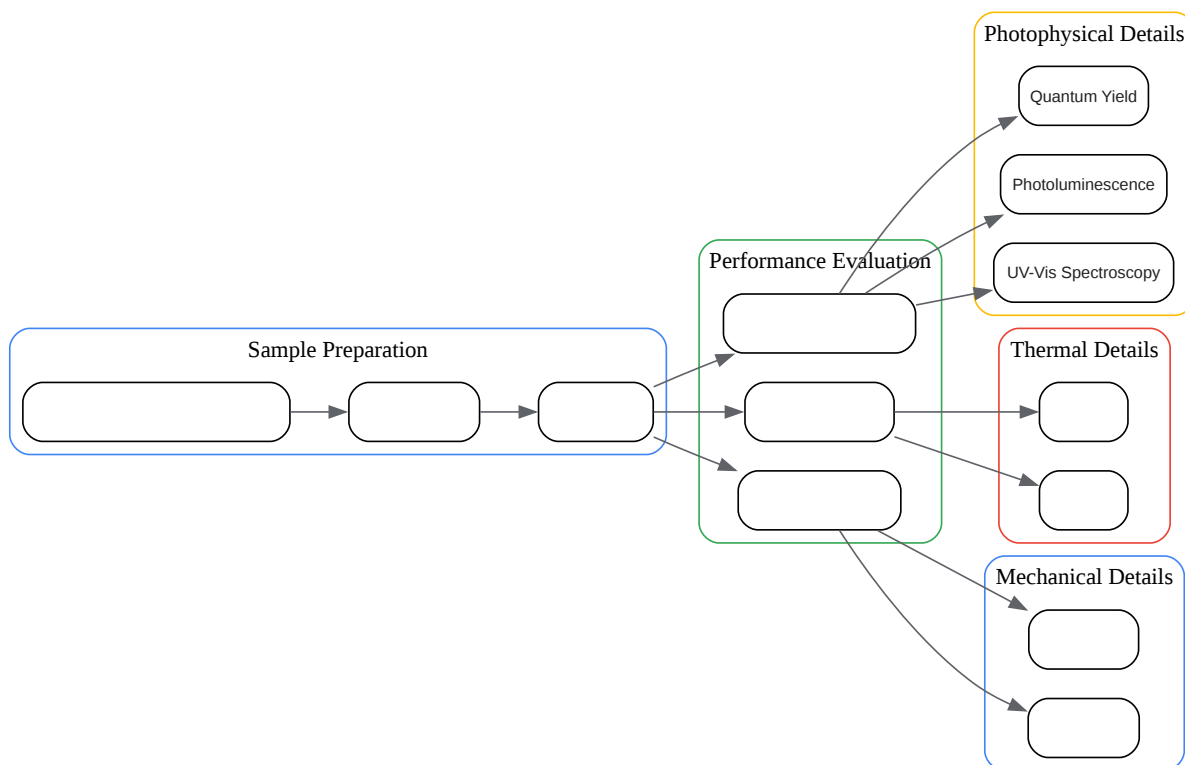 Photophysical Details
Quantum Yield
Photoluminescence
UV-Vis Spectroscopy
Performance Evaluation
Sample Preparation
Thermal Details
Mechanical Details